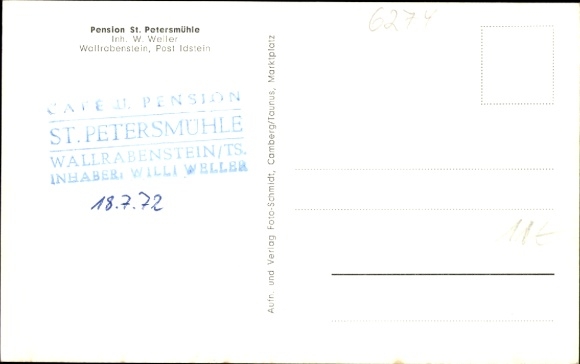 Pension St. Petersmühle
Inh. W. Weller
Wallrabenstein, Post Idstein
6274
CAFÉ U. PENSION
ST. PETERSMÜHLE
WALLRABENSTEIN/TS.
INHABER: WILLI WELLER
18.7.72
Aufn. und Verlag Foto-Schmidt, Camberg/Taunus, Marktplatz